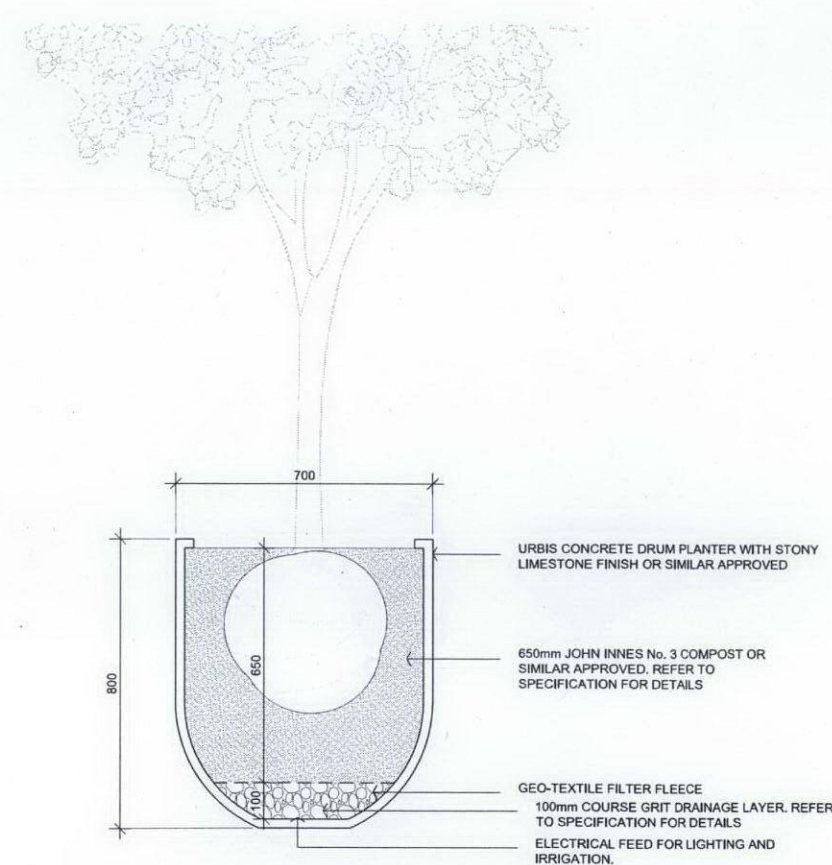 700
URBIS CONCRETE DRUM PLANTER WITH STONY
LIMESTONE FINISH OR SIMILAR APPROVED
650mm JOHN INNES No. 3 COMPOST OR
SIMILAR APPROVED. REFER TO
SPECIFICATION FOR DETAILS
650
800
GEO-TEXTILE FILTER FLEECE
100
100mm COURSE GRIT DRAINAGE LAYER. REFER
TO SPECIFICATION FOR DETAILS
ELECTRICAL FEED FOR LIGHTING AND
IRRIGATION.